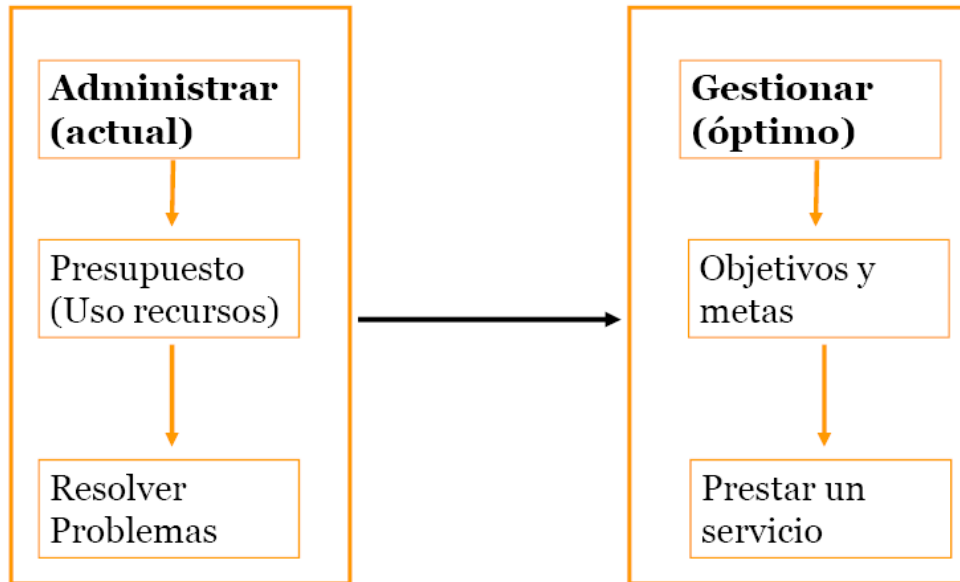 Administrar
(actual)
Presupuesto
(Uso recursos)
Resolver
Problemas
Gestionar
(óptimo)
Objetivos y
metas
Prestar un
servicio